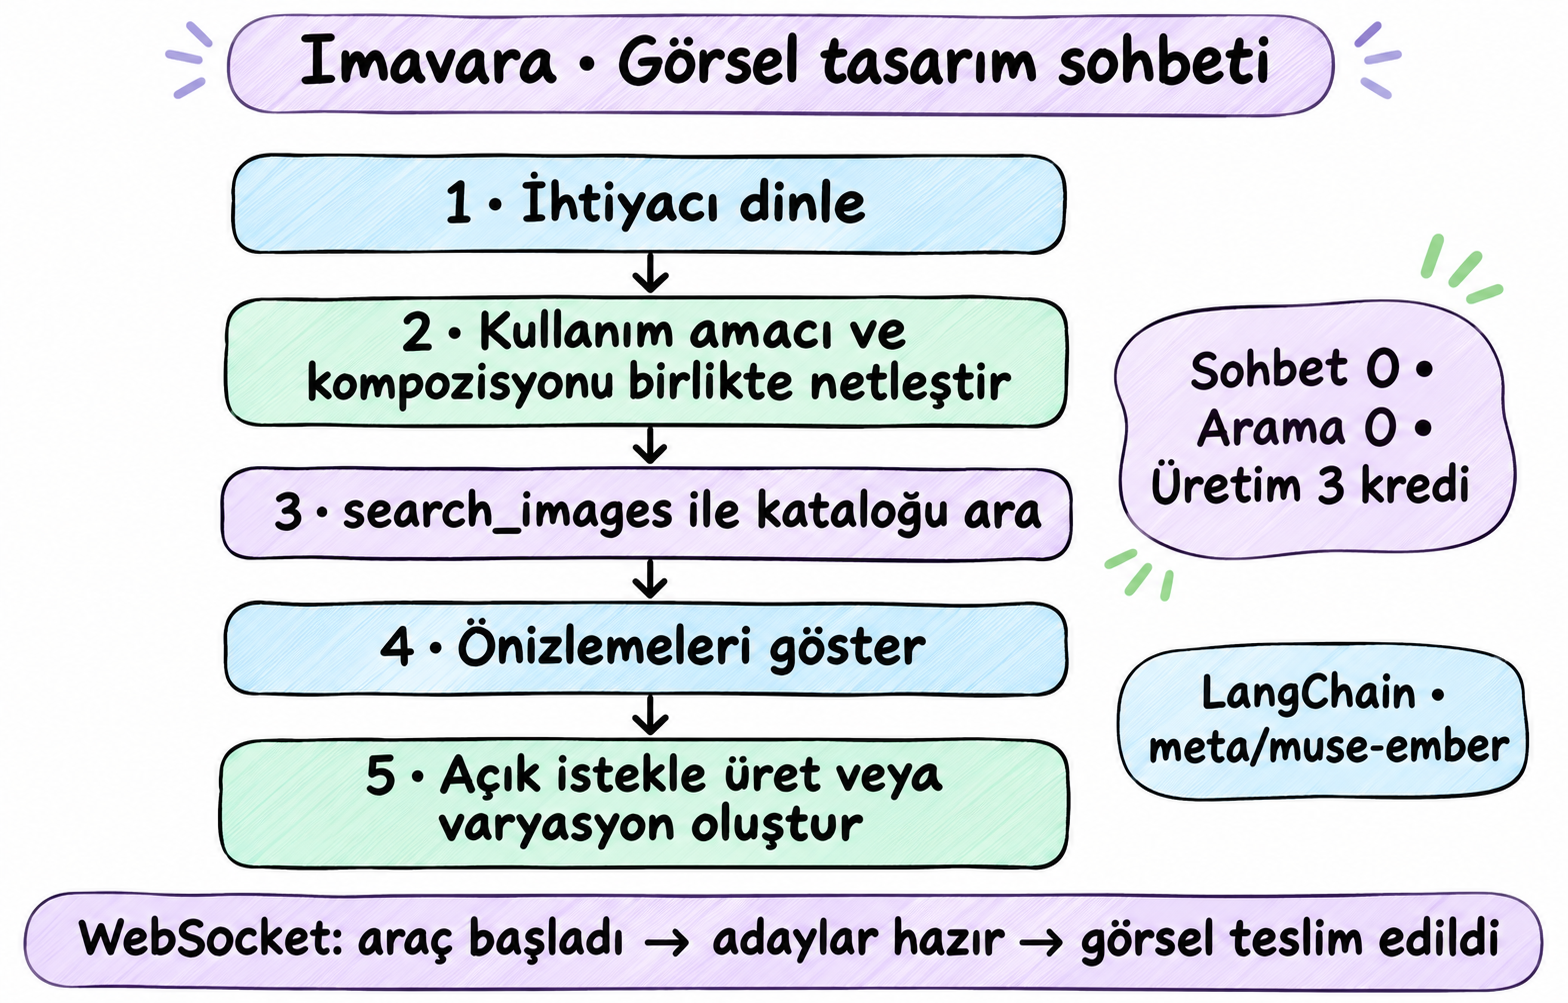 Imavara • Görsel tasarım sohbeti
1 • İhtiyacı dinle
2 • Kullanım amacı ve
kompozisyonu birlikte netleştir
3 • search_images ile kataloğu ara
4 • Önizlemeleri göster
5 • Açık istekle üret veya
varyasyon oluştur
Sohbet 0 •
Arama 0 •
Üretim 3 kredi
LangChain •
meta/muse-ember
WebSocket: araç başladı → adaylar hazır → görsel teslim edildi